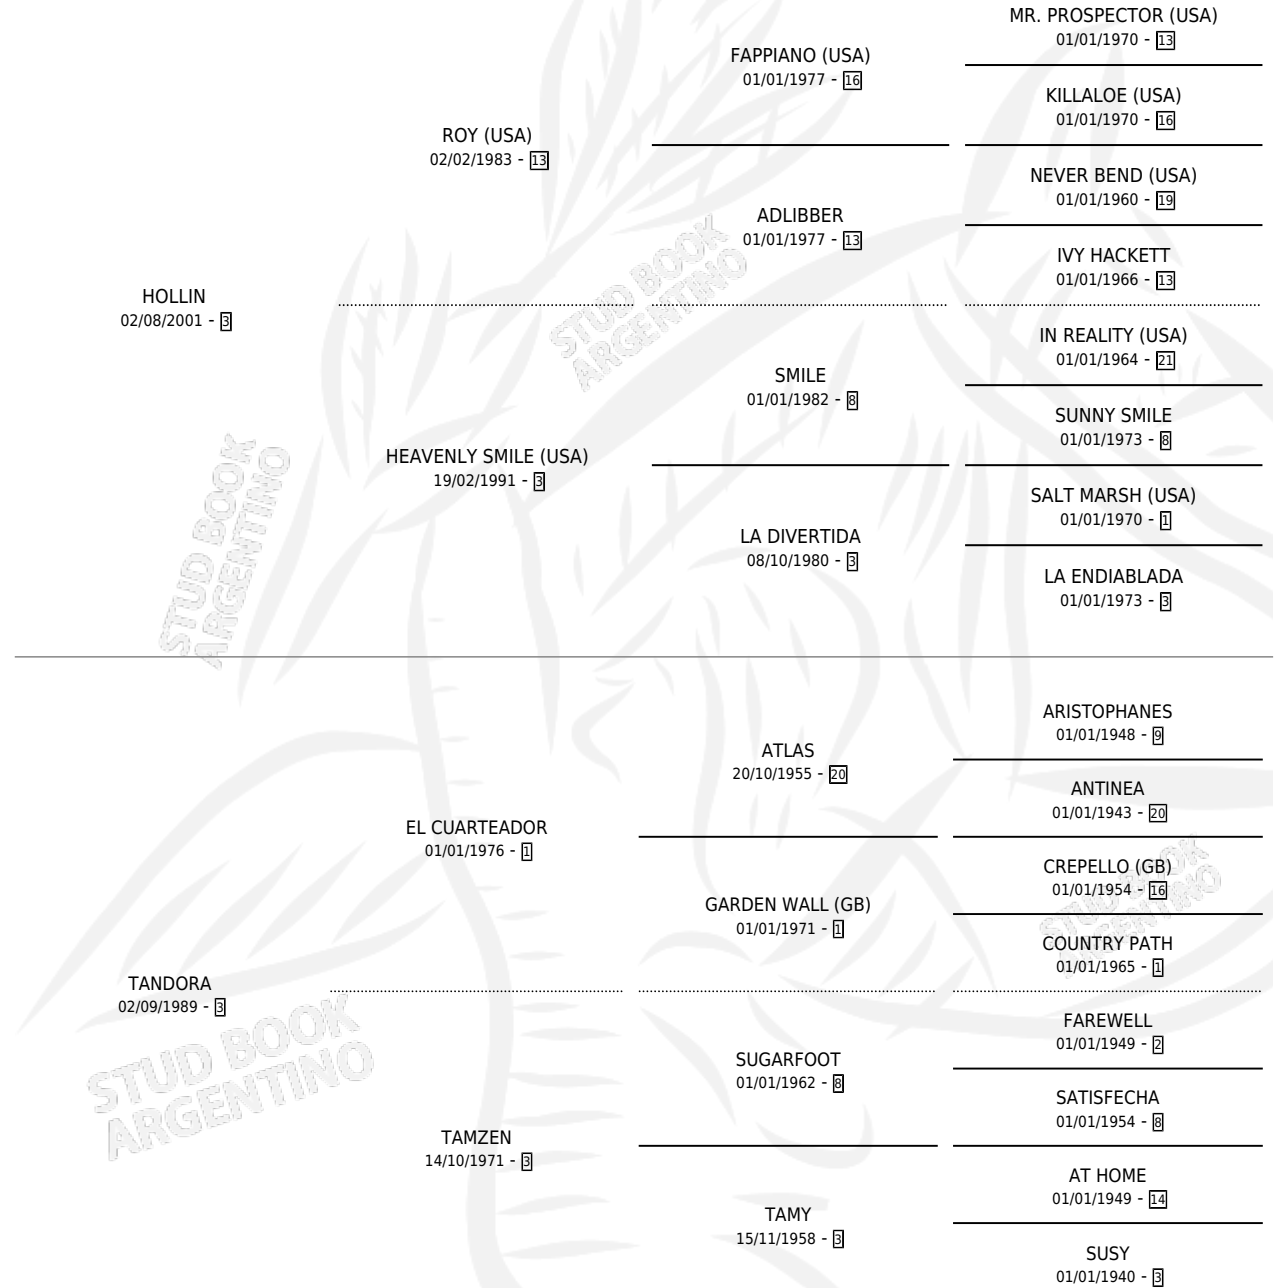 MR. PROSPECTOR (USA)
01/01/1970 - 13
FAPPIANO (USA)
01/01/1977 - 16
KILLALOE (USA)
01/01/1970 - 16
ROY (USA)
02/02/1983 - 13
NEVER BEND (USA)
01/01/1960 - 19
ADLIBBER
01/01/1977 - 13
IVY HACKETT
01/01/1966 - 13
HOLLIN
02/08/2001 - 3
IN REALITY (USA)
01/01/1964 - 21
SMILE
01/01/1982 - 8
SUNNY SMILE
01/01/1973 - 8
HEAVENLY SMILE (USA)
19/02/1991 - 3
SALT MARSH (USA)
01/01/1970 - 1
LA DIVERTIDA
08/10/1980 - 3
LA ENDIABLADA
01/01/1973 - 3
STUD BOOK
ARGENTINO
STUD BOOK
ARGENTINO
ARISTOPHANES
01/01/1948 - 9
ATLAS
20/10/1955 - 20
ANTINEA
01/01/1943 - 20
EL CUARTEADOR
01/01/1976 - 1
CREPELLO (GB)
01/01/1954 - 16
GARDEN WALL (GB)
01/01/1971 - 1
COUNTRY PATH
01/01/1965 - 1
STUD BOOK
ARGENTINO
TANDORA
02/09/1989 - 3
FAREWELL
01/01/1949 - 2
SUGARFOOT
01/01/1962 - 8
SATISFECHA
01/01/1954 - 8
STUD BOOK
ARGENTINO
TAMZEN
14/10/1971 - 3
AT HOME
01/01/1949 - 14
TAMY
15/11/1958 - 3
SUSY
01/01/1940 - 3